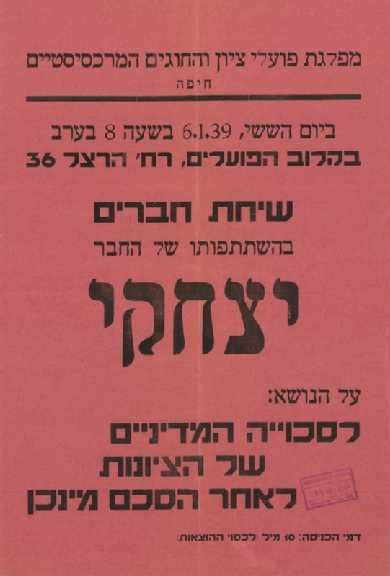 מפלגת פועלי ציון והחוגים המרכסיסטיים
חיפה
ביום הששי, 6.1.39 בשעה 8 בערב
בקלוב הפועלים, רח' הרצל 36
שיחת חברים
בהשתתפותו של החבר
יצחקי
על הנושא:
לסכוייה המדיניים
של הציונות
לאחר הסכם מינכן
דמי הכניסה: 10 מיל לכסוי ההוצאות.